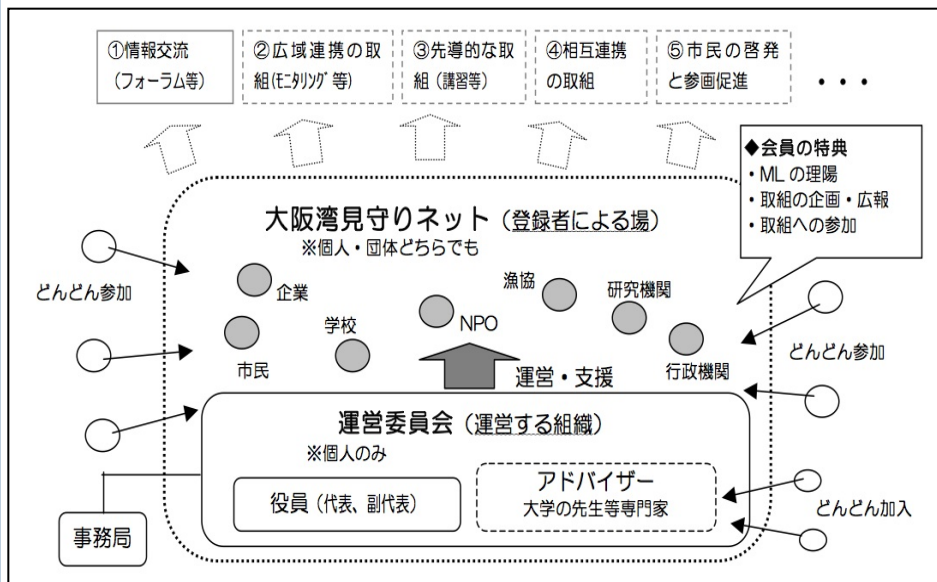 ①情報交流
(フォーラム等)
②広域連携の取
組(モニタリング等)
③先導的な取
組(講習等)
④相互連携
の取組
⑤市民の啓発
と参画促進
・・・
◆会員の特典
・MLの理陽
・取組の企画・広報
・取組への参加
大阪湾見守りネット(登録者による場)
※個人・団体どちらでも
どんどん参加
企業
漁協
研究機関
学校
NPO
市民
行政機関
どんどん参加
運営・支援
運営委員会(運営する組織)
※個人のみ
役員(代表、副代表)
アドバイザー
大学の先生等専門家
どんどん加入
事務局